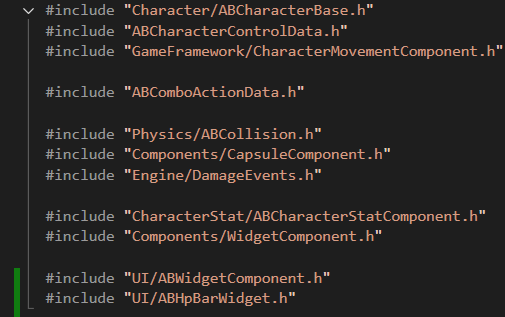 #include "Character/ABCharacterBase.h"
#include "ABCharacterControlData.h"
#include "GameFramework/CharacterMovementComponent.h"
#include "ABComboActionData.h"
#include "Physics/ABCollision.h"
#include "Components/CapsuleComponent.h"
#include "Engine/DamageEvents.h"
#include "CharacterStat/ABCharacterStatComponent.h"
#include "Components/WidgetComponent.h"
#include "UI/ABWidgetComponent.h"
#include "UI/ABHpBarWidget.h"